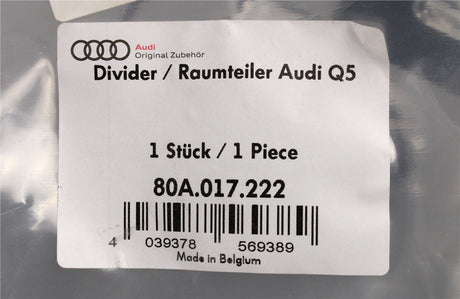 Audi
Original Zubehör
Divider / Raumteiler Audi Q5
1 Stück / 1 Piece
80A.017.222
4 039378 569389
Made in Belgium